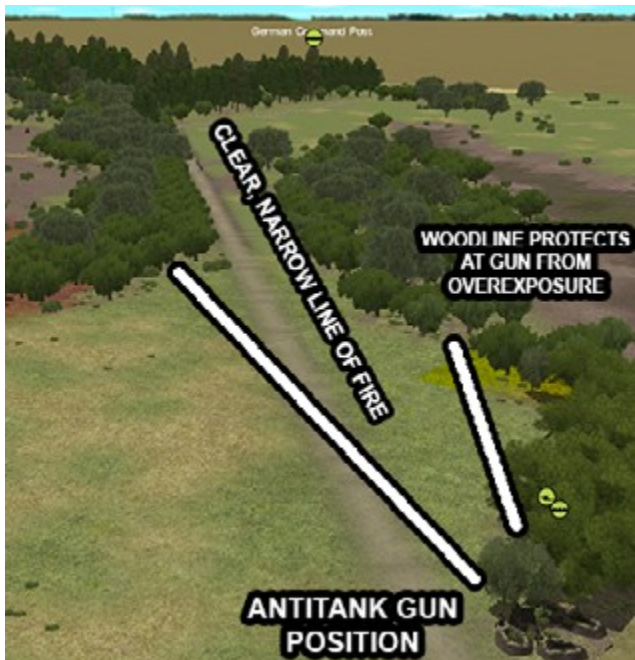 German Command Post
CLEAR, NARROW LINE OF FIRE
WOODLINE PROTECTS
AT GUN FROM
OVEREXPOSURE
ANTITANK GUN
POSITION